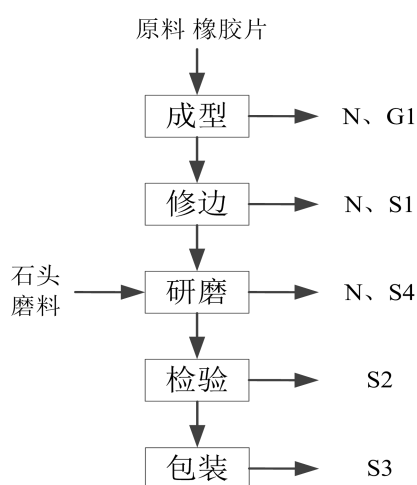 原料 橡胶片
成型
N、G1
修边
N、S1
石头
磨料
研磨
N、S4
检验
S2
包装
S3